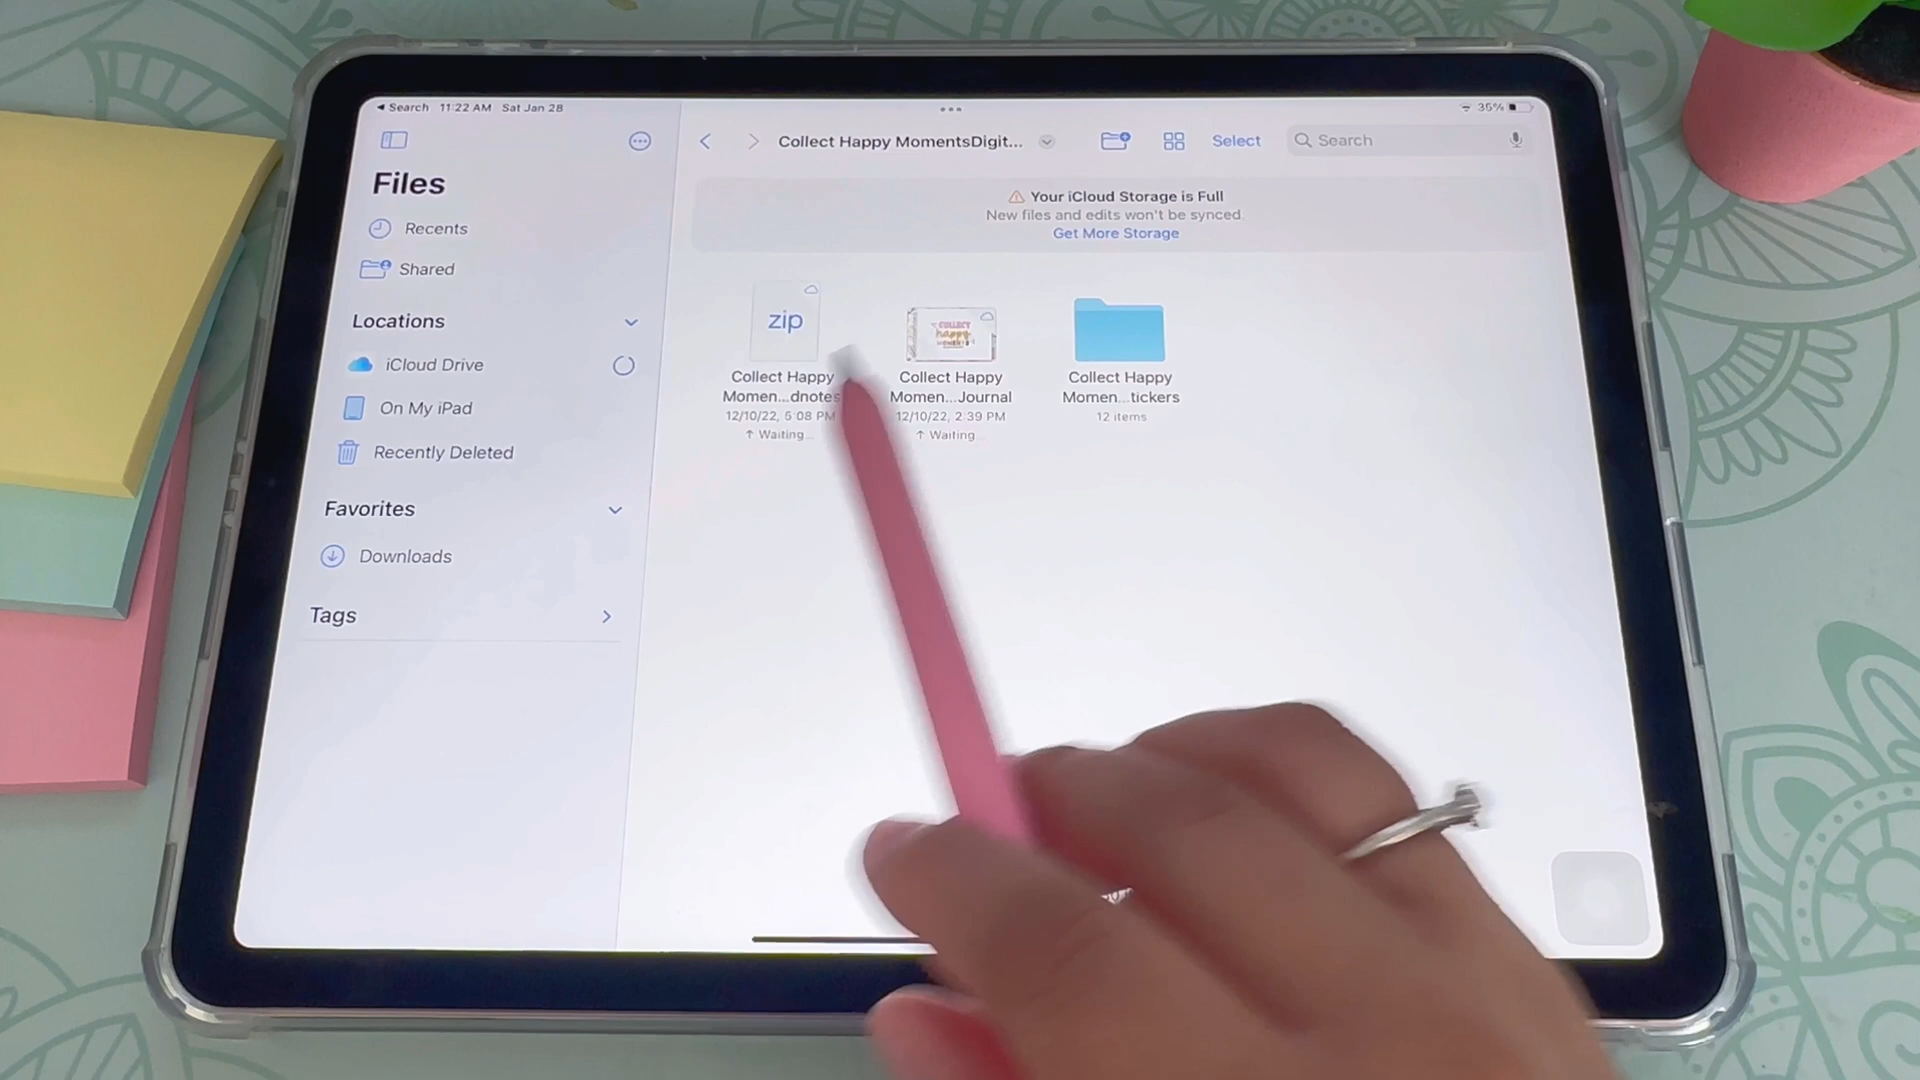 Search 11:22 AM Sat Jan 28
35%
Files
Recents
Shared
Locations
iCloud Drive
On My iPad
Recently Deleted
Favorites
Downloads
Tags
Collect Happy MomentsDigit...
Select
Search
Your iCloud Storage is Full
New files and edits won't be synced.
Get More Storage
zip
Collect Happy
Momen...dnotes
12/10/22, 5:08 PM
Waiting...
COLLECT
happy
MOMENTS
Collect Happy
Momen...Journal
12/10/22, 2:39 PM
Waiting...
Collect Happy
Momen...tickers
12 items